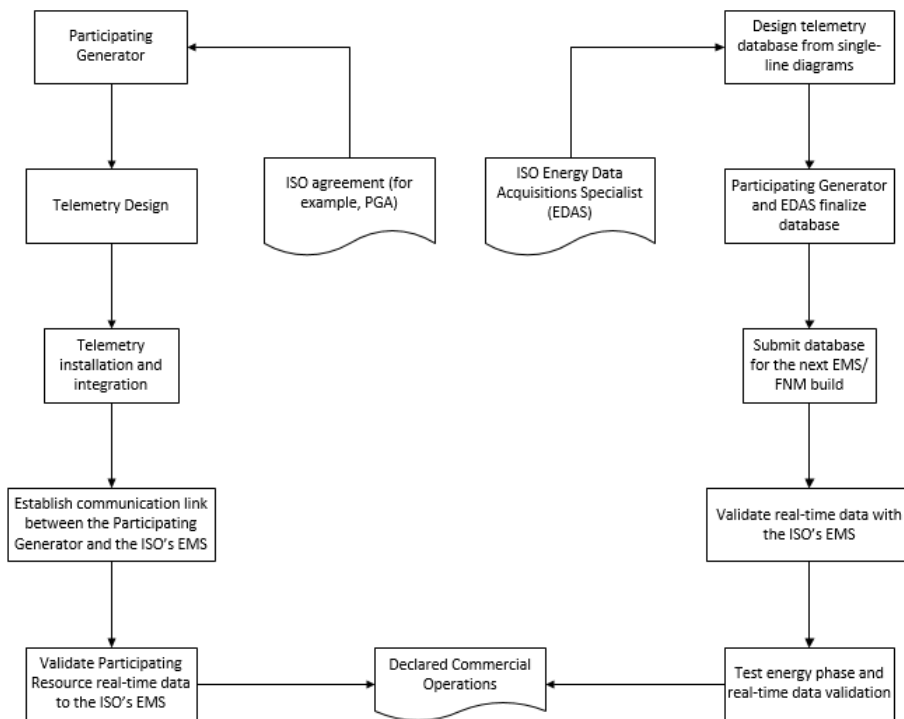 Participating
Generator
Design telemetry
database from single-
line diagrams
Telemetry Design
ISO agreement (for
example, PGA)
ISO Energy Data
Acquisitions Specialist
(EDAS)
Participating Generator
and EDAS finalize
database
Telemetry
installation and
integration
Submit database
for the next EMS/
FNM build
Establish communication link
between the Participating
Generator and the ISO’s EMS
Validate real-time data with
the ISO’s EMS
Validate Participating
Resource real-time data
to the ISO’s EMS
Declared Commercial
Operations
Test energy phase and
real-time data validation